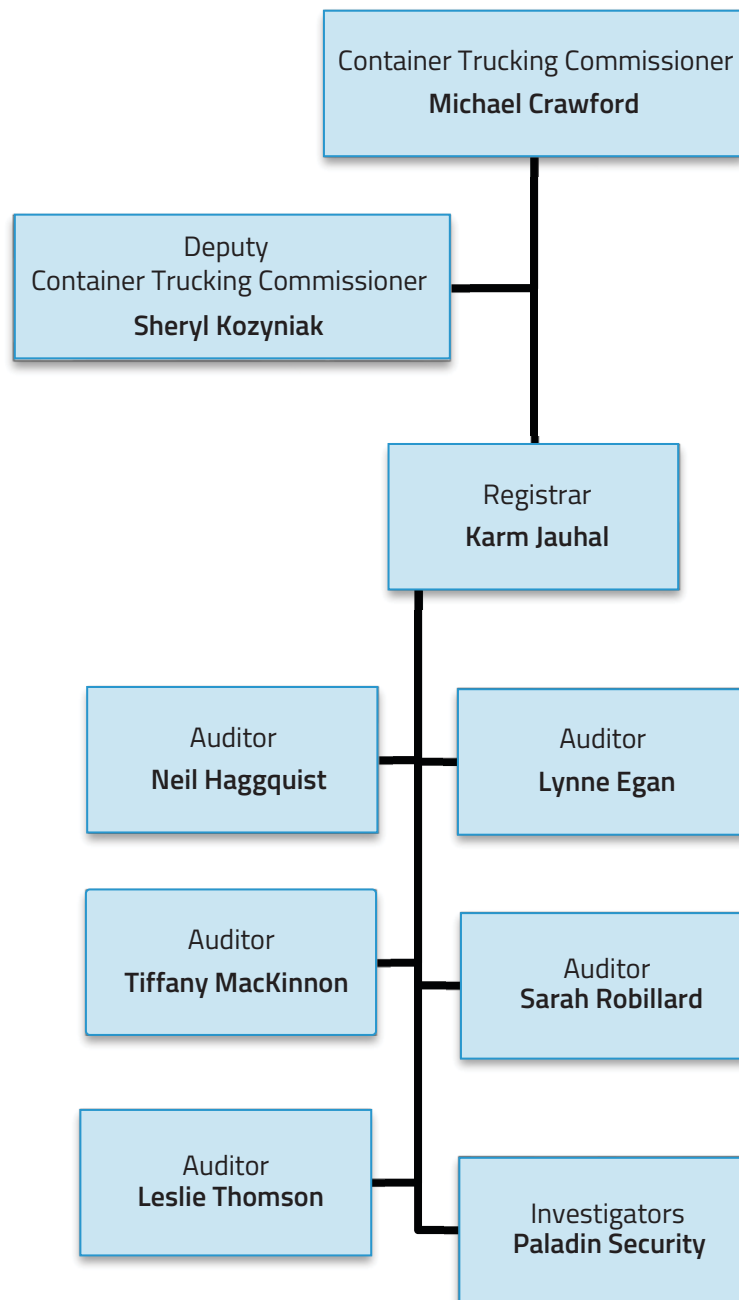 Container Trucking Commissioner
Michael Crawford
Deputy
Container Trucking Commissioner
Sheryl Kozyniak
Registrar
Karm Jauhal
Auditor
Neil Haggquist
Auditor
Lynne Egan
Auditor
Tiffany MacKinnon
Auditor
Sarah Robillard
Auditor
Leslie Thomson
Investigators
Paladin Security